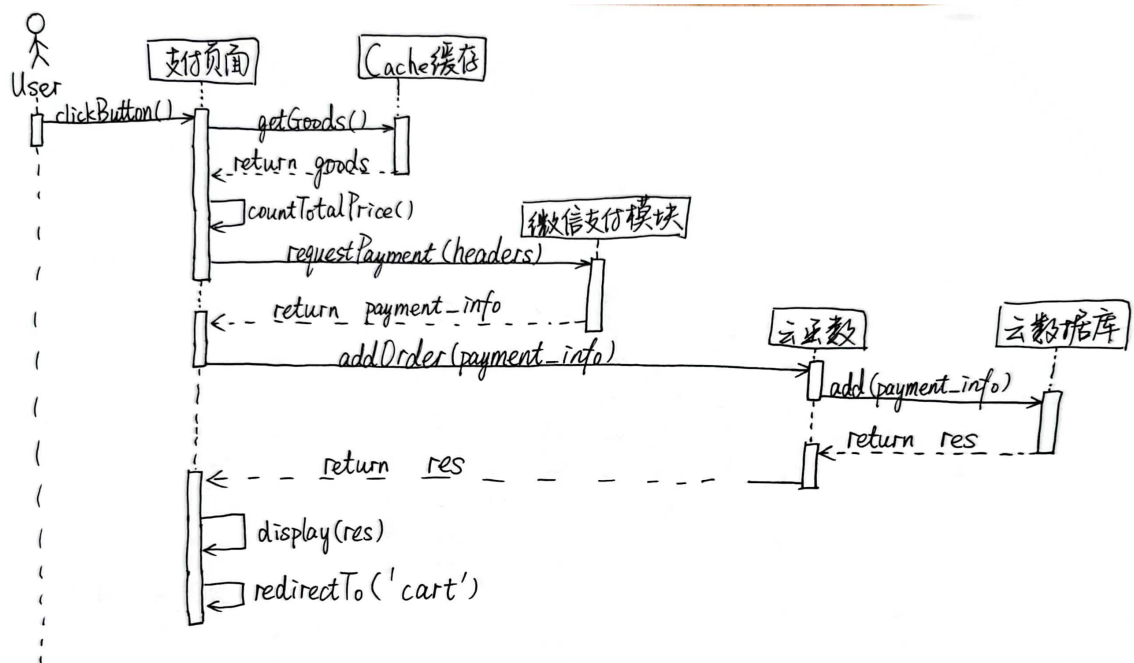 User
支付页面
Cache缓存
clickButton()
getGoods()
return goods
countTotalPrice()
微信支付模块
requestPayment(headers)
return payment_info
云函数
云数据库
addOrder(payment_info)
add(payment_info)
return res
return res
display(res)
redirectTo('cart')